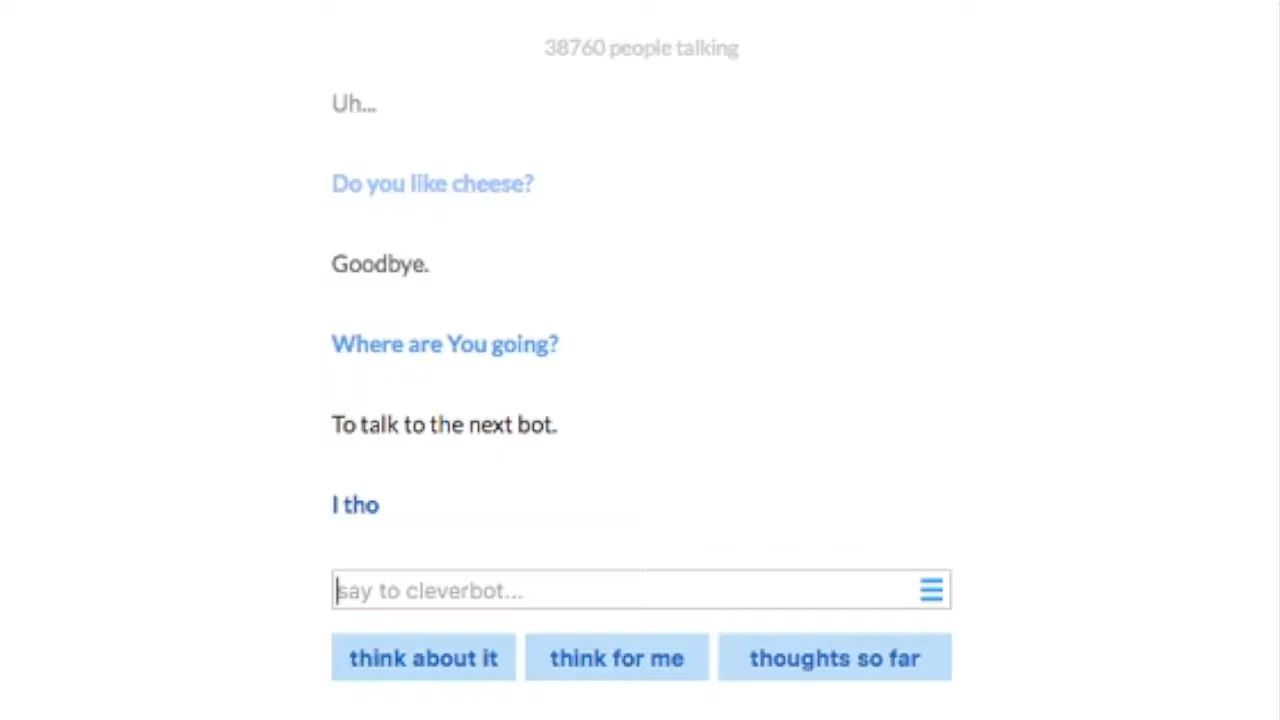 38760 people talking
Uh...
Do you like cheese?
Goodbye.
Where are You going?
To talk to the next bot.
I tho
say to cleverbot...
think about it think for me thoughts so far